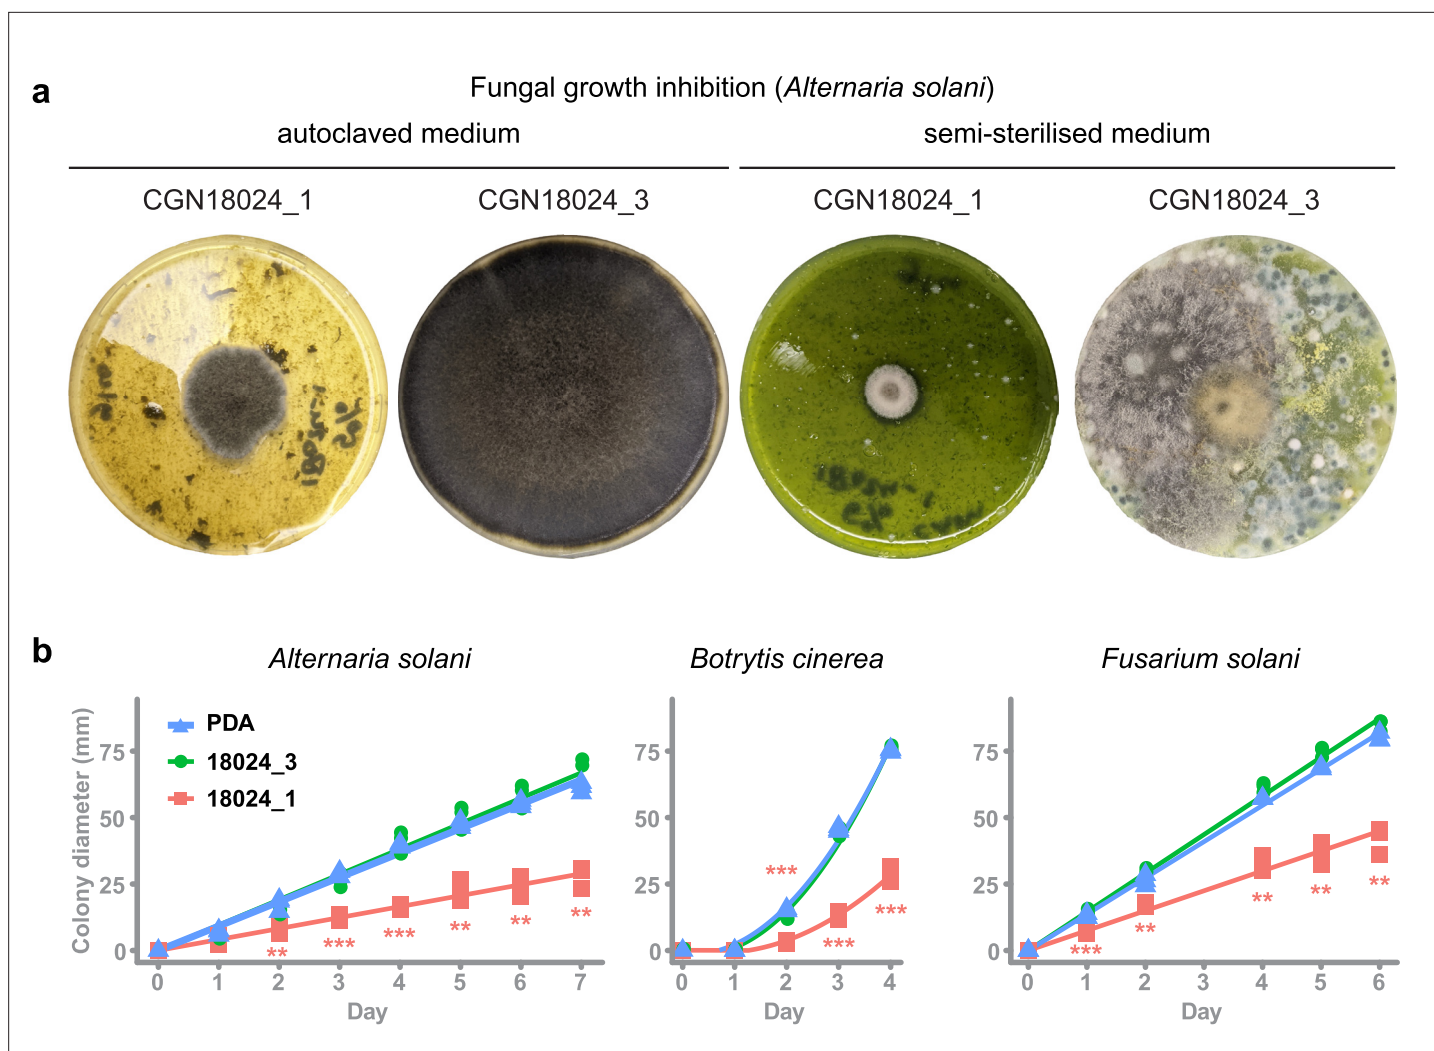 a
Fungal growth inhibition (Alternaria solani)
autoclaved medium
semi-sterilised medium
CGN18024_1
CGN18024_3
CGN18024_1
CGN18024_3
b
Alternaria solani
Botrytis cinerea
Fusarium solani
Colony diameter (mm)
75
50
25
0
PDA
18024_3
18024_1
**
***
***
**
**
**
0 1 2 3 4 5 6 7
Day
75
50
25
0
***
***
***
0 1 2 3 4
Day
75
50
25
0
***
**
**
**
**
0 1 2 3 4 5 6
Day